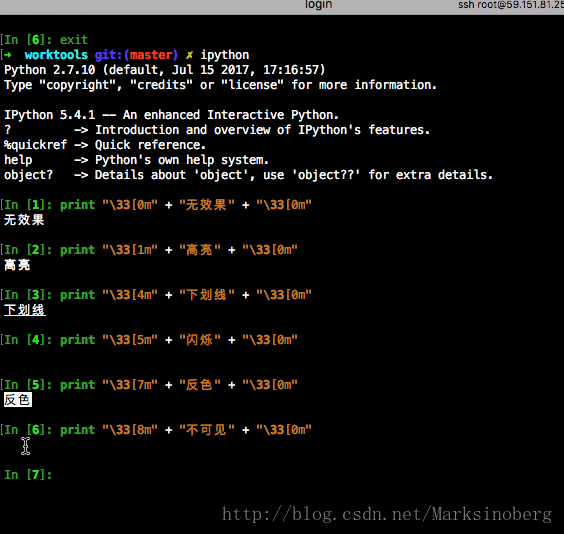 login
ssh root@59.151.81.25
[In [6]: exit
[➜  worktools git:(master) ✗ ipython
Python 2.7.10 (default, Jul 15 2017, 17:16:57)
Type "copyright", "credits" or "license" for more information.
IPython 5.4.1 -- An enhanced Interactive Python.
?         -> Introduction and overview of IPython's features.
%quickref -> Quick reference.
help      -> Python's own help system.
object?   -> Details about 'object', use 'object??' for extra details.
[In [1]: print "\33[0m" + "无效果" + "\33[0m"
无效果
[In [2]: print "\33[1m" + "高亮" + "\33[0m"
高亮
[In [3]: print "\33[4m" + "下划线" + "\33[0m"
下划线
[In [4]: print "\33[5m" + "闪烁" + "\33[0m"
[In [5]: print "\33[7m" + "反色" + "\33[0m"
反色
[In [6]: print "\33[8m" + "不可见" + "\33[0m"
In [7]:
http://blog.csdn.net/Marksinoberg